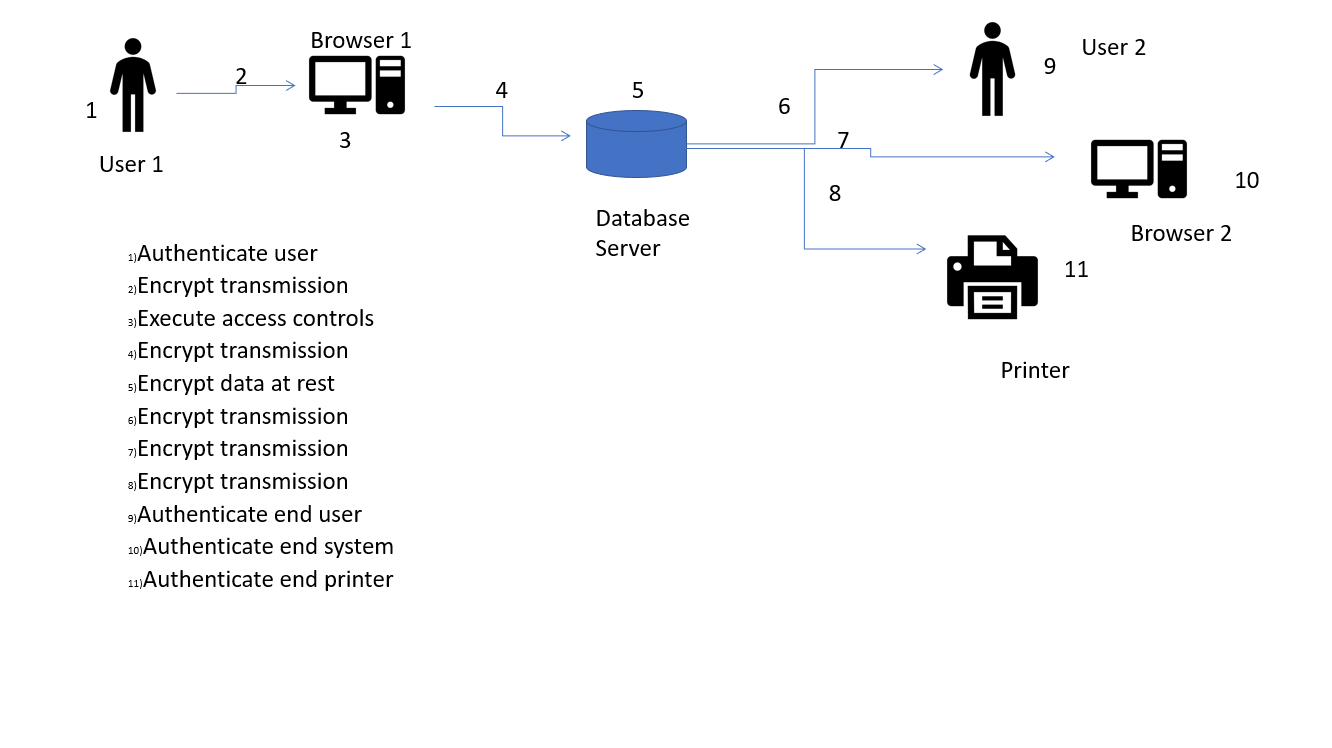 Browser 1
User 2
2
9
4
5
1
6
3
7
User 1
8
10
Database
Server
Browser 2
11
Printer
1)Authenticate user
2)Encrypt transmission
3)Execute access controls
4)Encrypt transmission
5)Encrypt data at rest
6)Encrypt transmission
7)Encrypt transmission
8)Encrypt transmission
9)Authenticate end user
10)Authenticate end system
11)Authenticate end printer